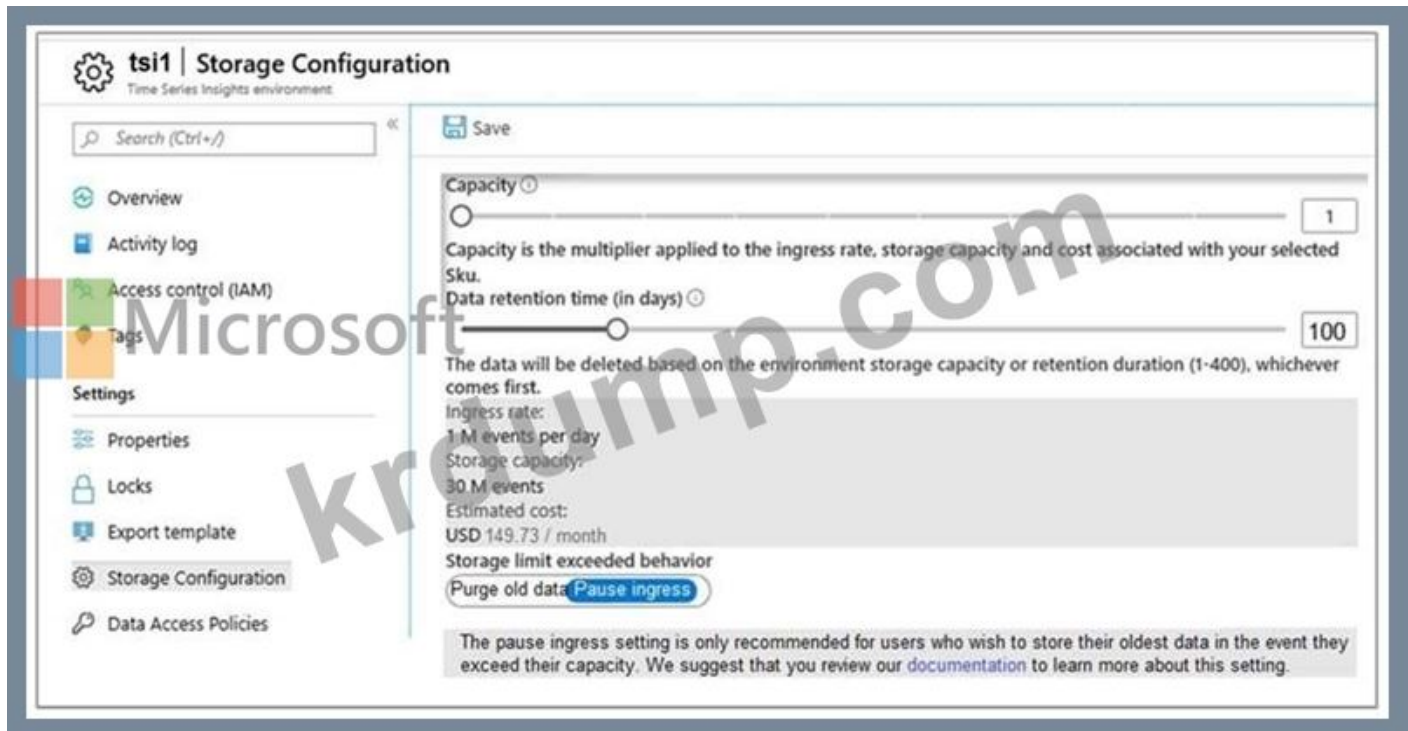 tsi1 | Storage Configuration
Time Series Insights environment
Search (Ctrl+/)
«
Save
Overview
Activity log
Access control (IAM)
Tags
Settings
Properties
Locks
Export template
Storage Configuration
Data Access Policies
Capacity
1
Capacity is the multiplier applied to the ingress rate, storage capacity and cost associated with your selected
Sku.
Data retention time (in days)
100
The data will be deleted based on the environment storage capacity or retention duration (1-400), whichever
comes first.
Ingress rate:
1 M events per day
Storage capacity:
30 M events
Estimated cost:
USD 149.73 / month
Storage limit exceeded behavior
Purge old data Pause ingress
The pause ingress setting is only recommended for users who wish to store their oldest data in the event they
exceed their capacity. We suggest that you review our documentation to learn more about this setting.
Microsoft
krdump.com